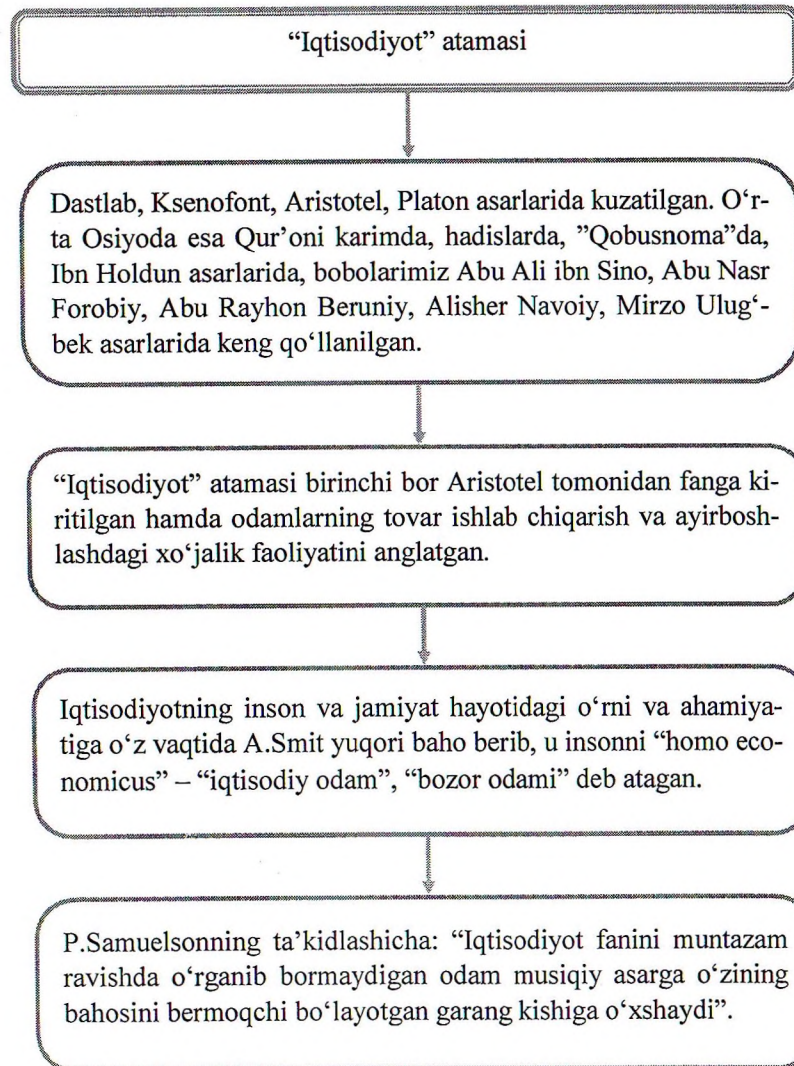 “Iqtisodiyot” atamasi
Dastlab, Ksenofont, Aristotel, Platon asarlarida kuzatilgan. O‘r-
ta Osiyoda esa Qur’oni karimda, hadislarda, ”Qobusnoma”da,
Ibn Holdun asarlarida, bobolarimiz Abu Ali ibn Sino, Abu Nasr
Forobiy, Abu Rayhon Beruniy, Alisher Navoiy, Mirzo Ulug‘-
bek asarlarida keng qo‘llanilgan.
“Iqtisodiyot” atamasi birinchi bor Aristotel tomonidan fanga ki-
ritilgan hamda odamlarning tovar ishlab chiqarish va ayirbosh-
lashdagi xo‘jalik faoliyatini anglatgan.
Iqtisodiyotning inson va jamiyat hayotidagi o‘rni va ahamiya-
tiga o‘z vaqtida A.Smit yuqori baho berib, u insonni “homo eco-
nomicus” – “iqtisodiy odam”, “bozor odami” deb atagan.
P.Samuelsonning ta’kidlashicha: “Iqtisodiyot fanini muntazam
ravishda o‘rganib bormaydigan odam musiqiy asarga o‘zining
bahosini bermoqchi bo‘layotgan garang kishiga o‘xshaydi”.